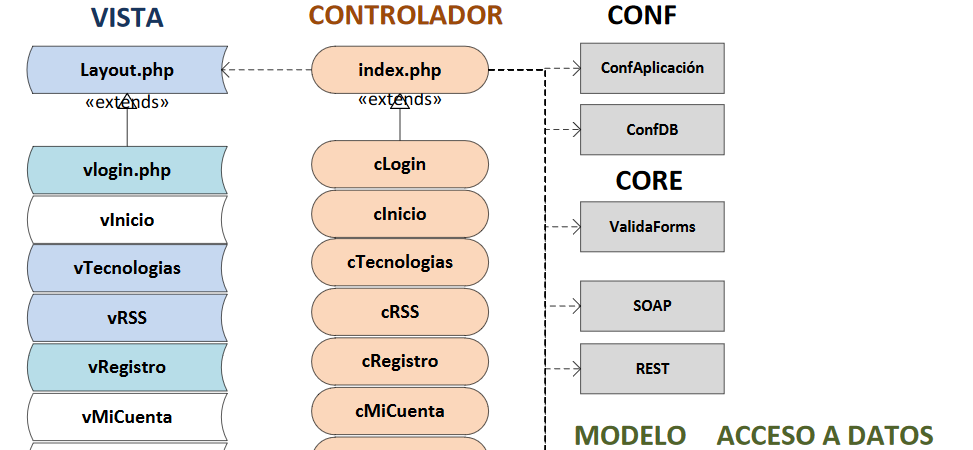 VISTA
CONTROLADOR
CONF
Layout.php
index.php
ConfAplicación
«extends»
«extends»
ConfDB
vlogin.php
cLogin
CORE
vInicio
cInicio
ValidaForms
vTecnologias
cTecnologias
vRSS
cRSS
SOAP
vRegistro
cRegistro
REST
vMiCuenta
cMiCuenta
MODELO
ACCESO A DATOS